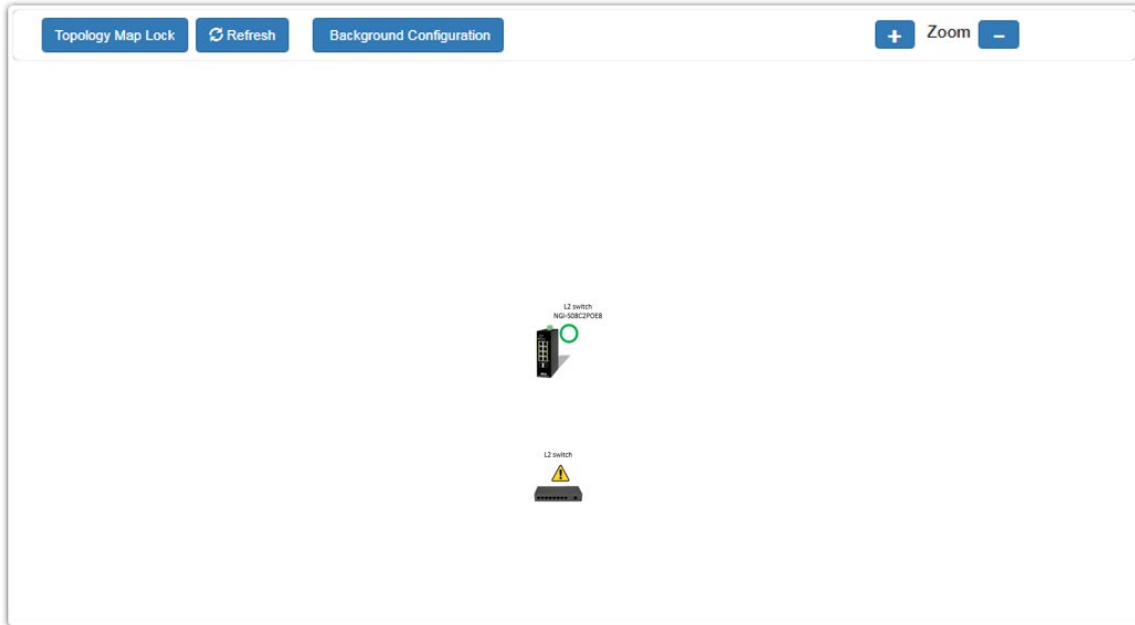 Topology Map Lock
Refresh
Background Configuration
+ Zoom -
L2 switch
NGI-S08C2POE8
L2 switch